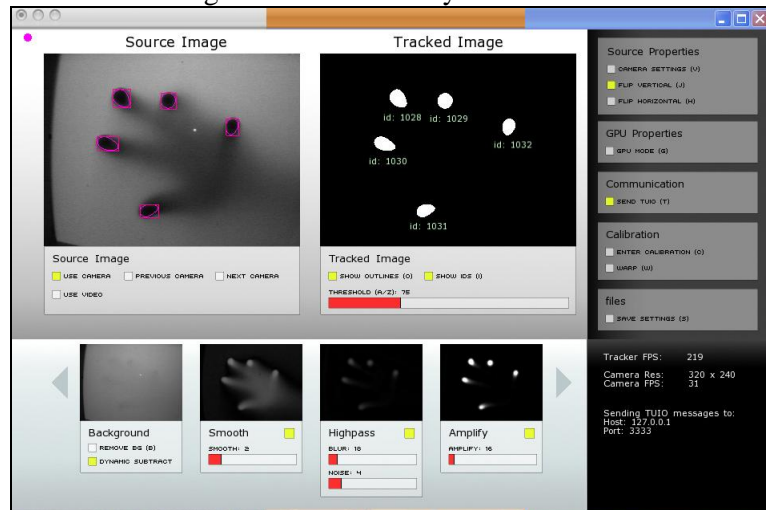 Source Image
Tracked Image
id: 1028
id: 1029
id: 1032
id: 1030
id: 1031
Source Image
USE CAMERA
PREVIOUS CAMERA
NEXT CAMERA
USE VIDEO
Tracked Image
SHOW OUTLINES (O)
SHOW IDS (I)
THRESHOLD (A/Z): 75
Source Properties
CAMERA SETTINGS (V)
FLIP VERTICAL (J)
FLIP HORIZONTAL (H)
GPU Properties
GPU MODE (G)
Communication
SEND TUIO (T)
Calibration
ENTER CALIBRATION (C)
WARP (W)
files
SAVE SETTINGS (S)
Background
REMOVE BG (B)
DYNAMIC SUBTRACT
Smooth
SMOOTH: 2
Highpass
BLUR: 18
NOISE: 4
Amplify
AMPLIFY: 16
Tracker FPS: 219
Camera Res: 320 x 240
Camera FPS: 31
Sending TUIO messages to:
Host: 127.0.0.1
Port: 3333